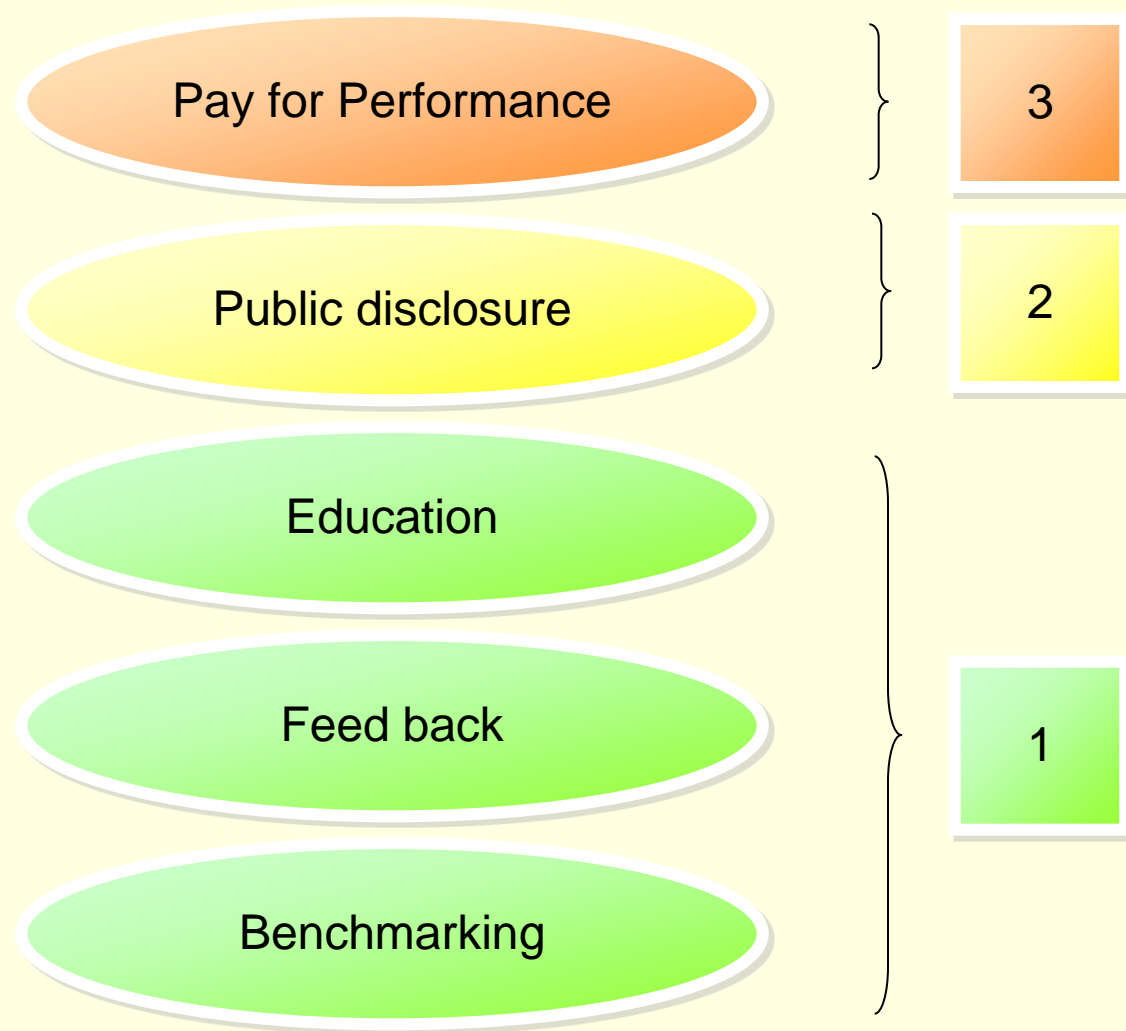 Pay for Performance
3
Public disclosure
2
Education
Feed back
1
Benchmarking